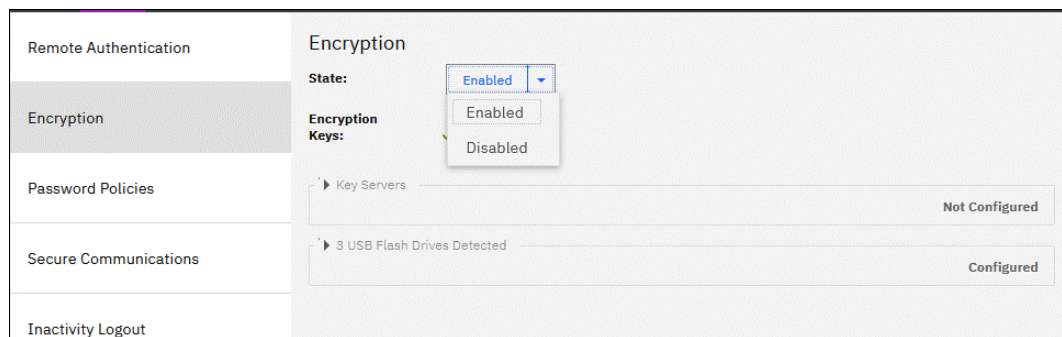 Remote Authentication
Encryption
Password Policies
Secure Communications
Inactivity Logout
Encryption
State:
Enabled
Enabled
Disabled
Encryption
Keys:
Key Servers
Not Configured
3 USB Flash Drives Detected
Configured